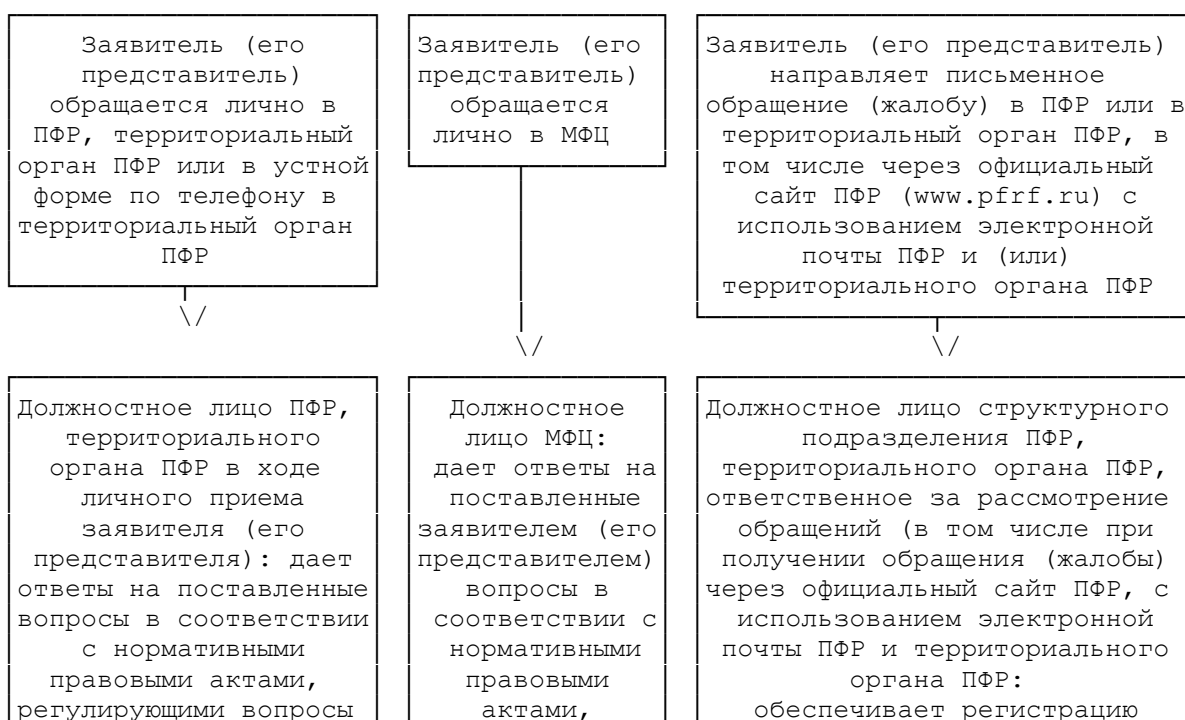 Заявитель (его
представитель)
обращается лично в
ПФР, территориальный
орган ПФР или в устной
форме по телефону в
территориальный орган
ПФР
Заявитель (его
представитель)
обращается
лично в МФЦ
Заявитель (его представитель)
направляет письменное
обращение (жалобу) в ПФР или в
территориальный орган ПФР, в
том числе через официальный
сайт ПФР (www.pfrf.ru) с
использованием электронной
почты ПФР и (или)
территориального органа ПФР
Должностное лицо ПФР,
территориального
органа ПФР в ходе
личного приема
заявителя (его
представителя): дает
ответы на поставленные
вопросы в соответствии
с нормативными
правовыми актами,
регулирующими вопросы
Должностное
лицо МФЦ:
дает ответы на
поставленные
заявителем (его
представителем)
вопросы в
соответствии с
нормативными
правовыми
актами,
Должностное лицо структурного
подразделения ПФР,
территориального органа ПФР,
ответственное за рассмотрение
обращений (в том числе при
получении обращения (жалобы)
через официальный сайт ПФР, с
использованием электронной
почты ПФР и территориального
органа ПФР:
обеспечивает регистрацию